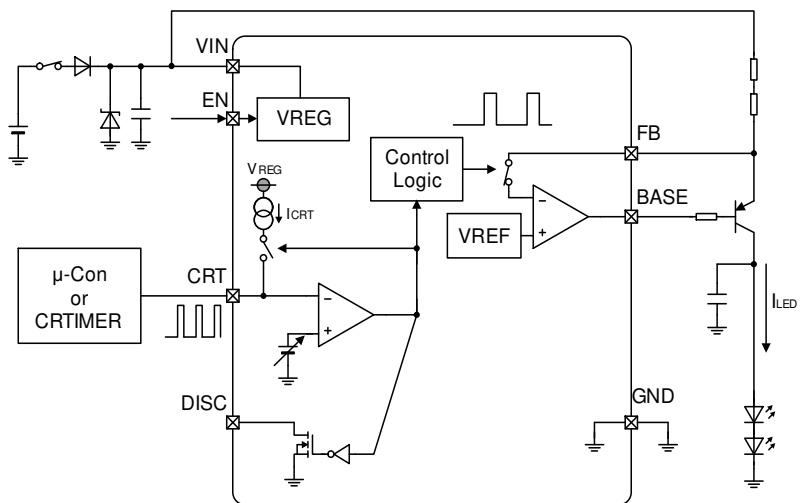 VIN
EN
VREG
FB
Control
Logic
VREG
ICRT
BASE
VREF
−
+
CRT
μ-Con
or
CRTIMER
−
+
ILED
DISC
GND